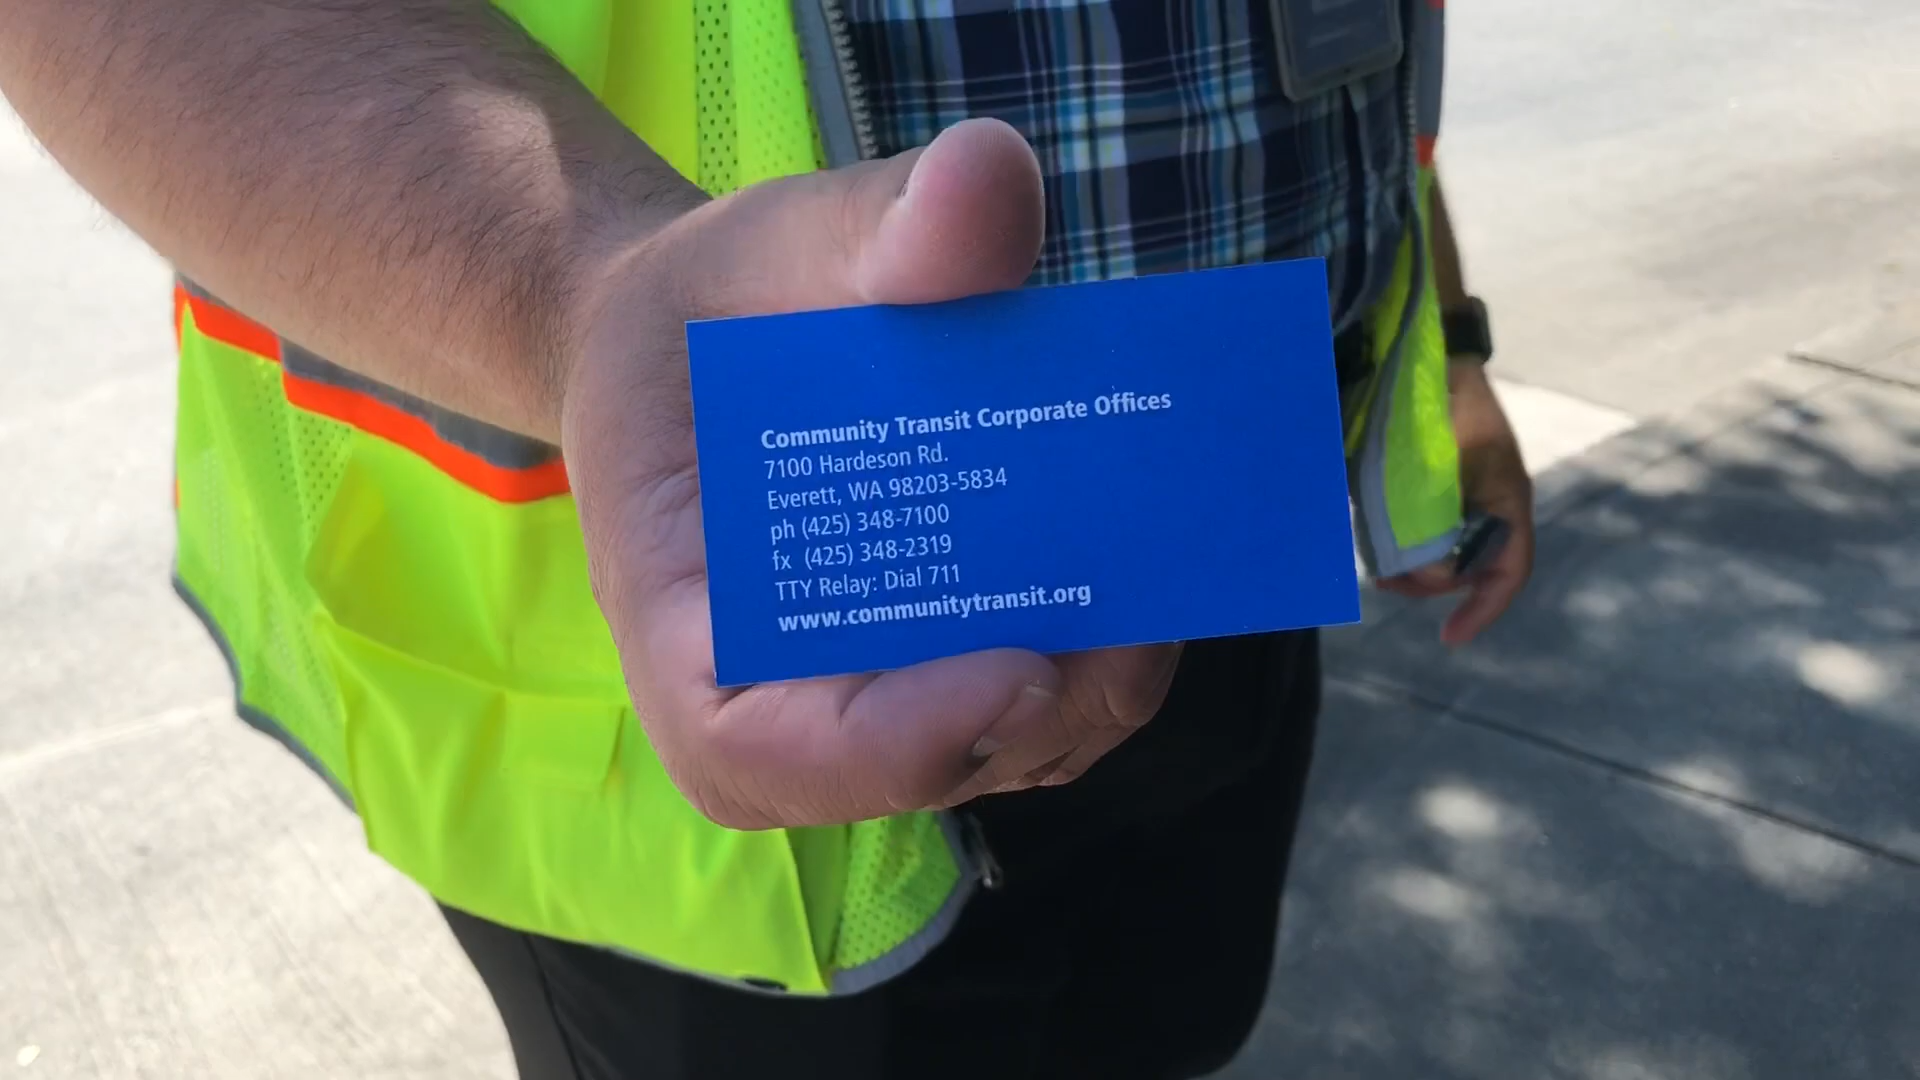 Community Transit Corporate Offices
7100 Hardeson Rd.
Everett, WA 98203-5834
ph (425) 348-7100
fx (425) 348-2319
TTY Relay: Dial 711
www.communitytransit.org